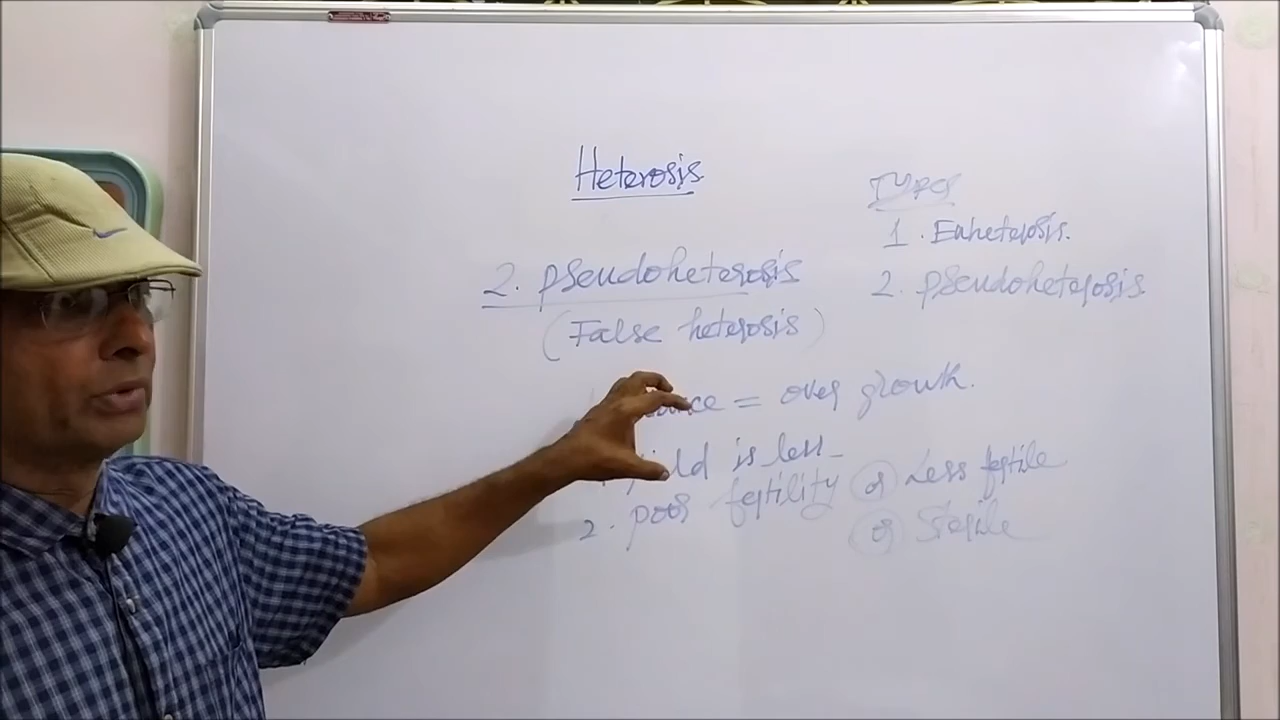 Heterosis
Types
1. Euheterosis.
2. pseudoheterosis
2. pseudoheterosis
(False heterosis)
= over growth.
is less
2. poor fertility or Less fertile
or Sterile